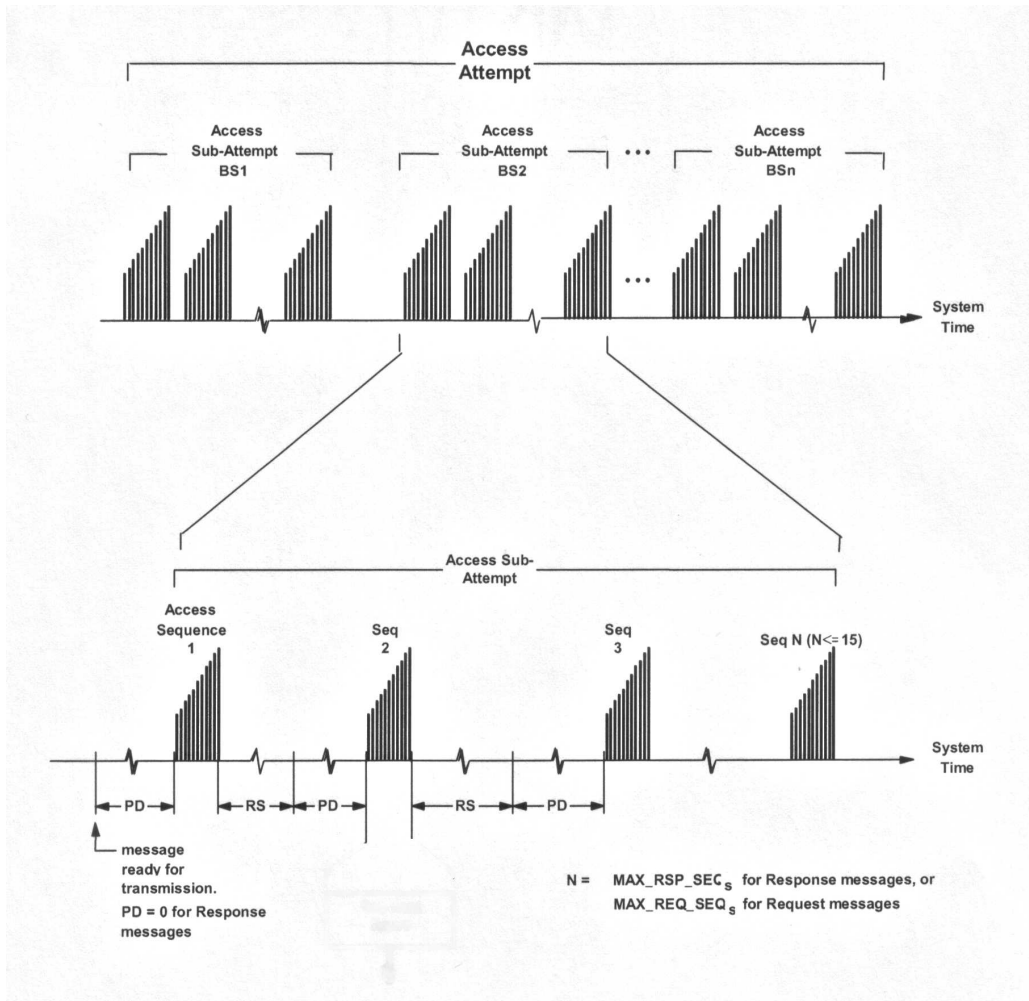 Access
Attempt
Access
Sub-Attempt
BS1
Access
Sub-Attempt
BS2
• • •
Access
Sub-Attempt
BSn
• • •
System
Time
Access Sub-
Attempt
Access
Sequence
1
Seq
2
Seq
3
Seq N (N<=15)
System
Time
PD
RS
PD
RS
PD
message
ready for
transmission.
PD = 0 for Response
messages
N = MAX_RSP_SEQs for Response messages, or
MAX_REQ_SEQs for Request messages